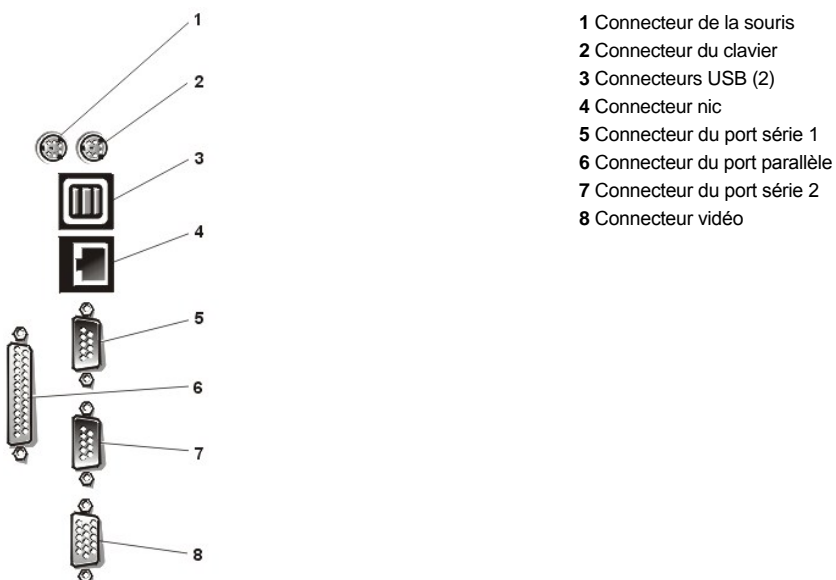 1
2
3
4
5
6
7
8
1 Connecteur de la souris
2 Connecteur du clavier
3 Connecteurs USB (2)
4 Connecteur nic
5 Connecteur du port série 1
6 Connecteur du port parallèle
7 Connecteur du port série 2
8 Connecteur vidéo